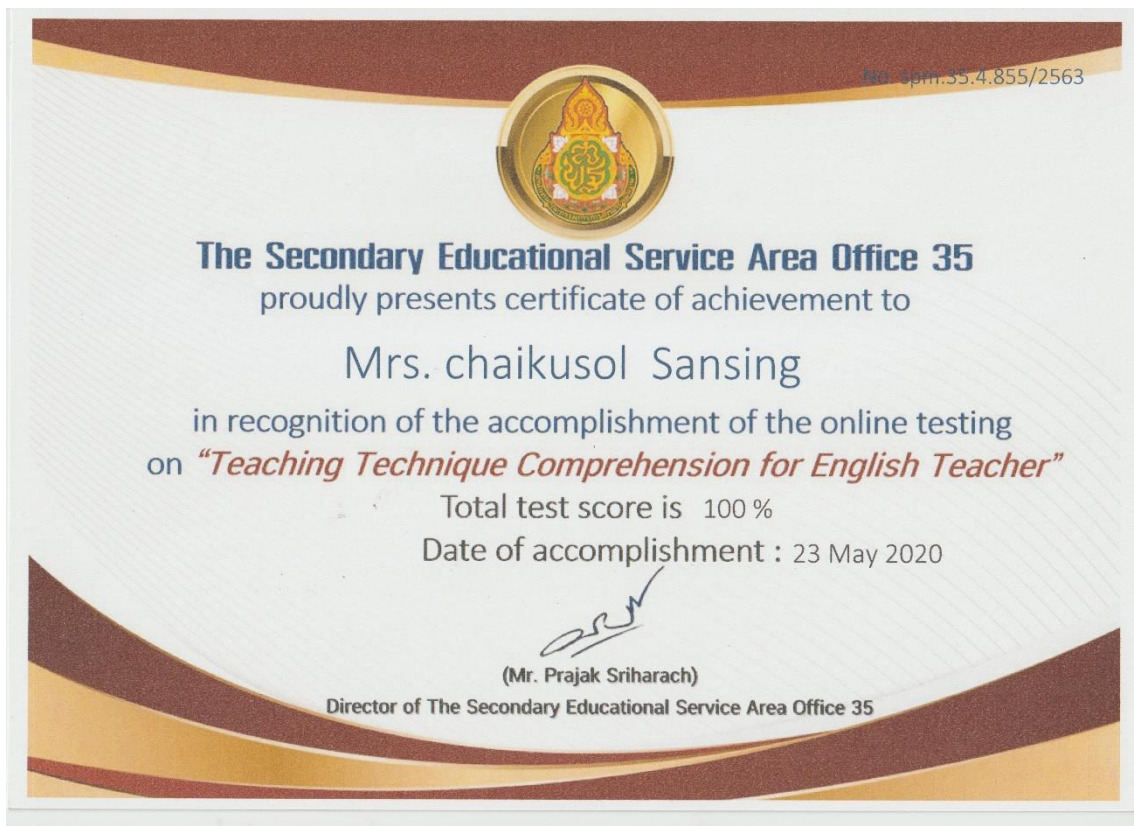 No. spm.35.4.855/2563
The Secondary Educational Service Area Office 35
proudly presents certificate of achievement to
Mrs. chaikusol Sansing
in recognition of the accomplishment of the online testing
on “Teaching Technique Comprehension for English Teacher”
Total test score is 100 %
Date of accomplishment : 23 May 2020
(Mr. Prajak Sriharach)
Director of The Secondary Educational Service Area Office 35